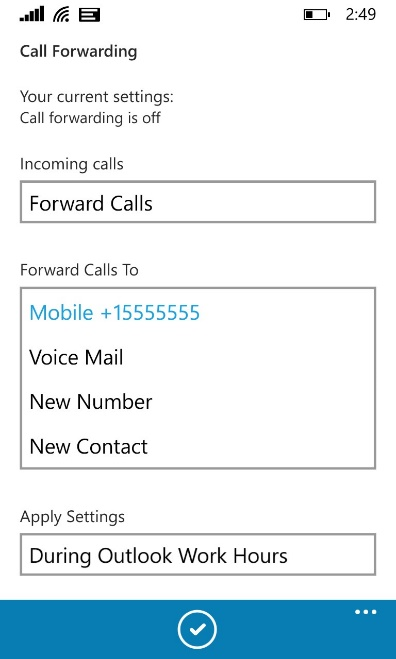 2:49
Call Forwarding
Your current settings:
Call forwarding is off
Incoming calls
Forward Calls
Forward Calls To
Mobile +15555555
Voice Mail
New Number
New Contact
Apply Settings
During Outlook Work Hours